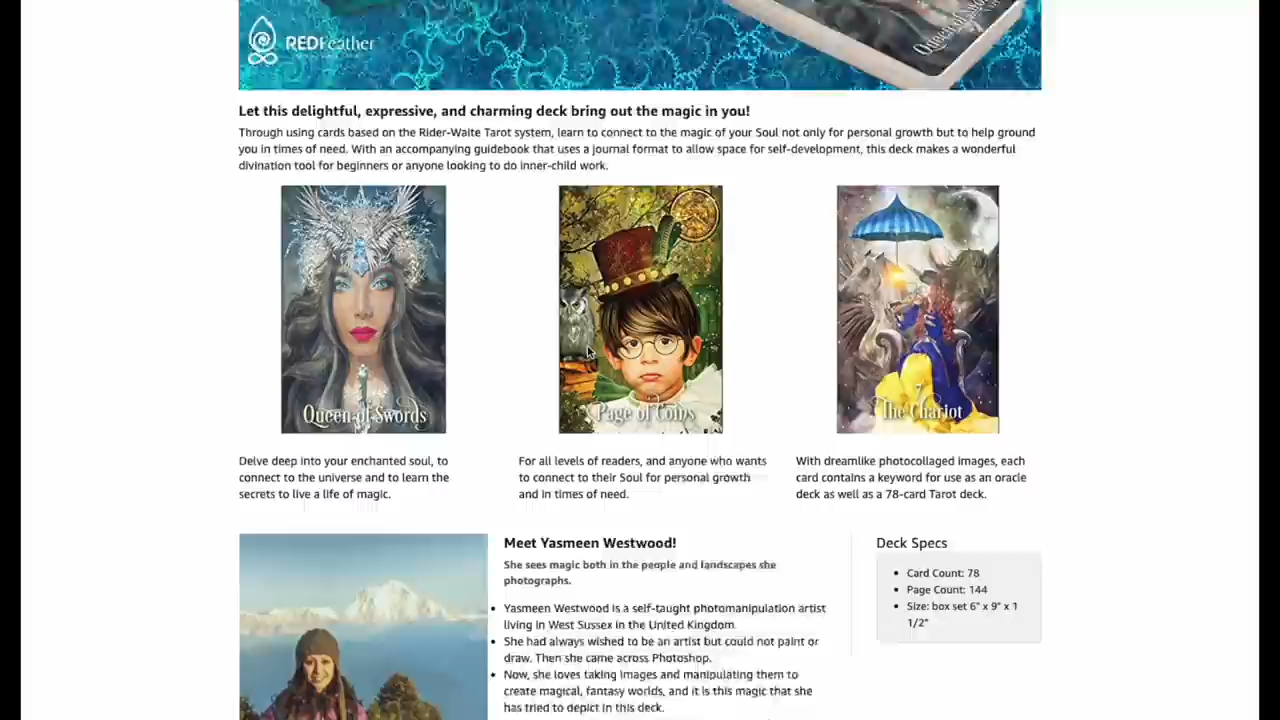 REDFeather
Queen of Swords
Let this delightful, expressive, and charming deck bring out the magic in you!
Through using cards based on the Rider-Waite Tarot system, learn to connect to the magic of your Soul not only for personal growth but to help ground
you in times of need. With an accompanying guidebook that uses a journal format to allow space for self-development, this deck makes a wonderful
divination tool for beginners or anyone looking to do inner-child work.
Queen of Swords
Page of Coins
7
The Chariot
Delve deep into your enchanted soul, to
connect to the universe and to learn the
secrets to live a life of magic.
For all levels of readers, and anyone who wants
to connect to their Soul for personal growth
and in times of need.
With dreamlike photocollaged images, each
card contains a keyword for use as an oracle
deck as well as a 78-card Tarot deck.
Meet Yasmeen Westwood!
She sees magic both in the people and landscapes she
photographs.
• Yasmeen Westwood is a self-taught photomanipulation artist
living in West Sussex in the United Kingdom.
• She had always wished to be an artist but could not paint or
draw. Then she came across Photoshop.
• Now, she loves taking images and manipulating them to
create magical, fantasy worlds, and it is this magic that she
has tried to depict in this deck.
Deck Specs
• Card Count: 78
• Page Count: 144
• Size: box set 6" x 9" x 1
1/2"